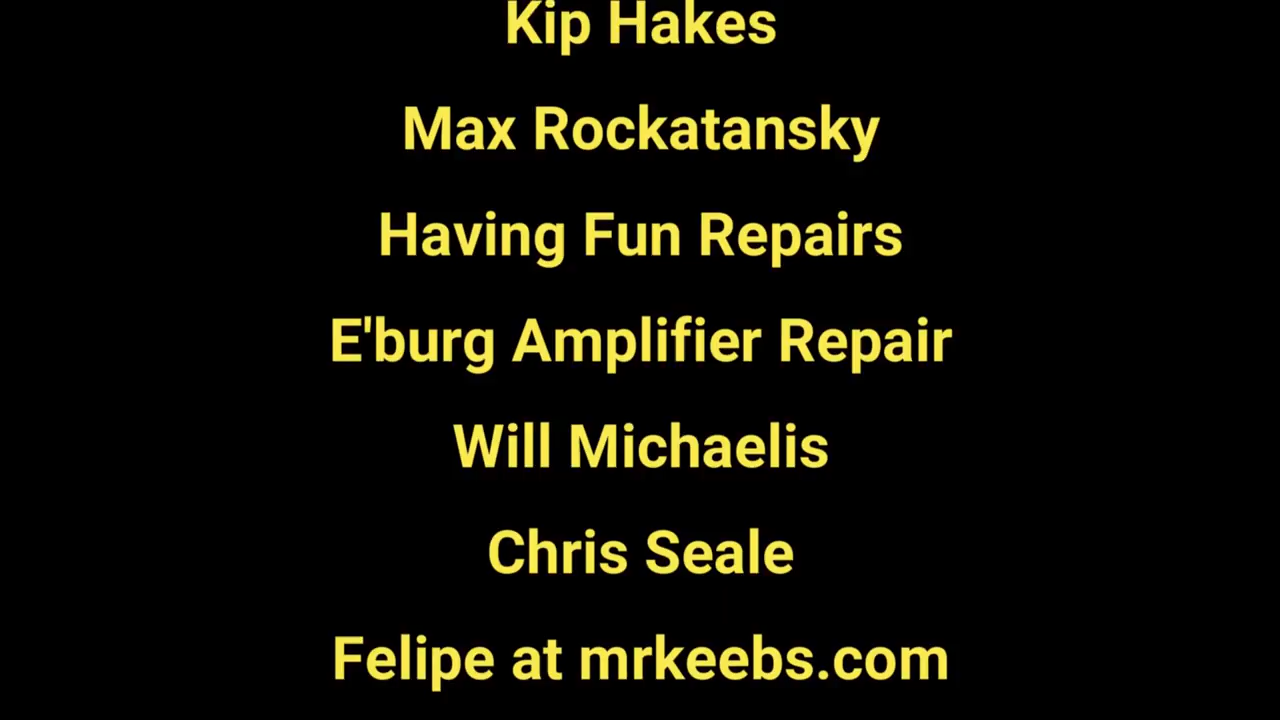 Kip Hakes
Max Rockatansky
Having Fun Repairs
E'burg Amplifier Repair
Will Michaelis
Chris Seale
Felipe at mrkeebs.com